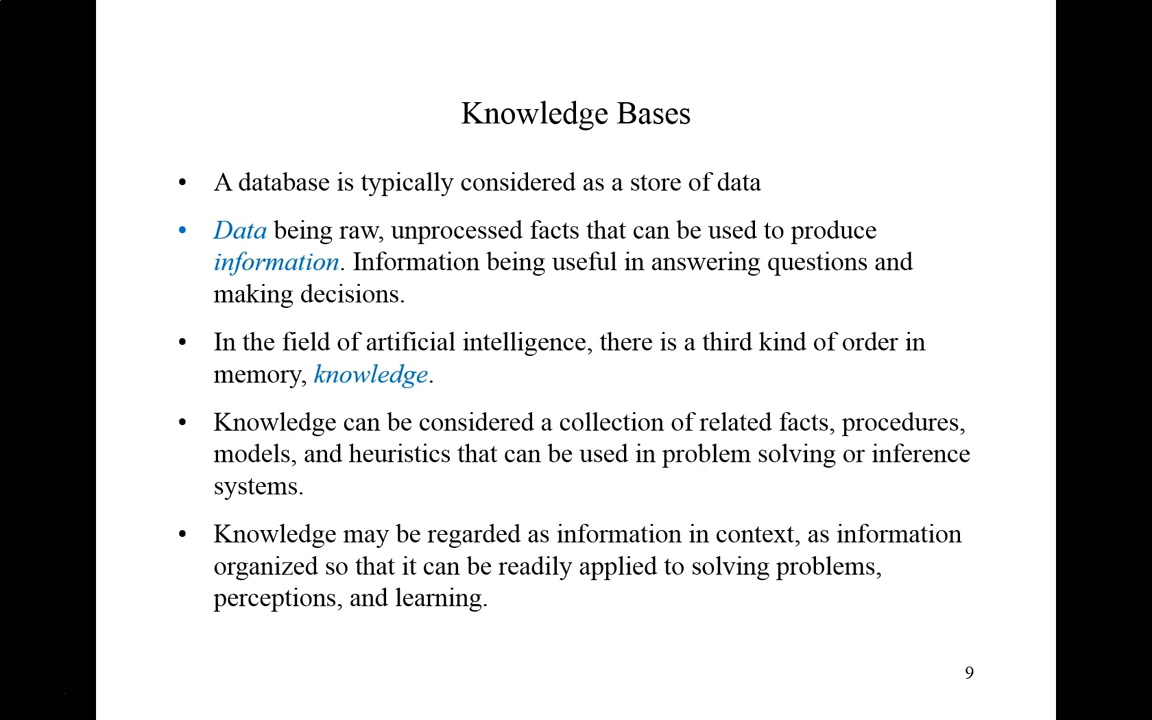 Knowledge Bases
• A database is typically considered as a store of data
• Data being raw, unprocessed facts that can be used to produce
information. Information being useful in answering questions and
making decisions.
• In the field of artificial intelligence, there is a third kind of order in
memory, knowledge.
• Knowledge can be considered a collection of related facts, procedures,
models, and heuristics that can be used in problem solving or inference
systems.
• Knowledge may be regarded as information in context, as information
organized so that it can be readily applied to solving problems,
perceptions, and learning.
9